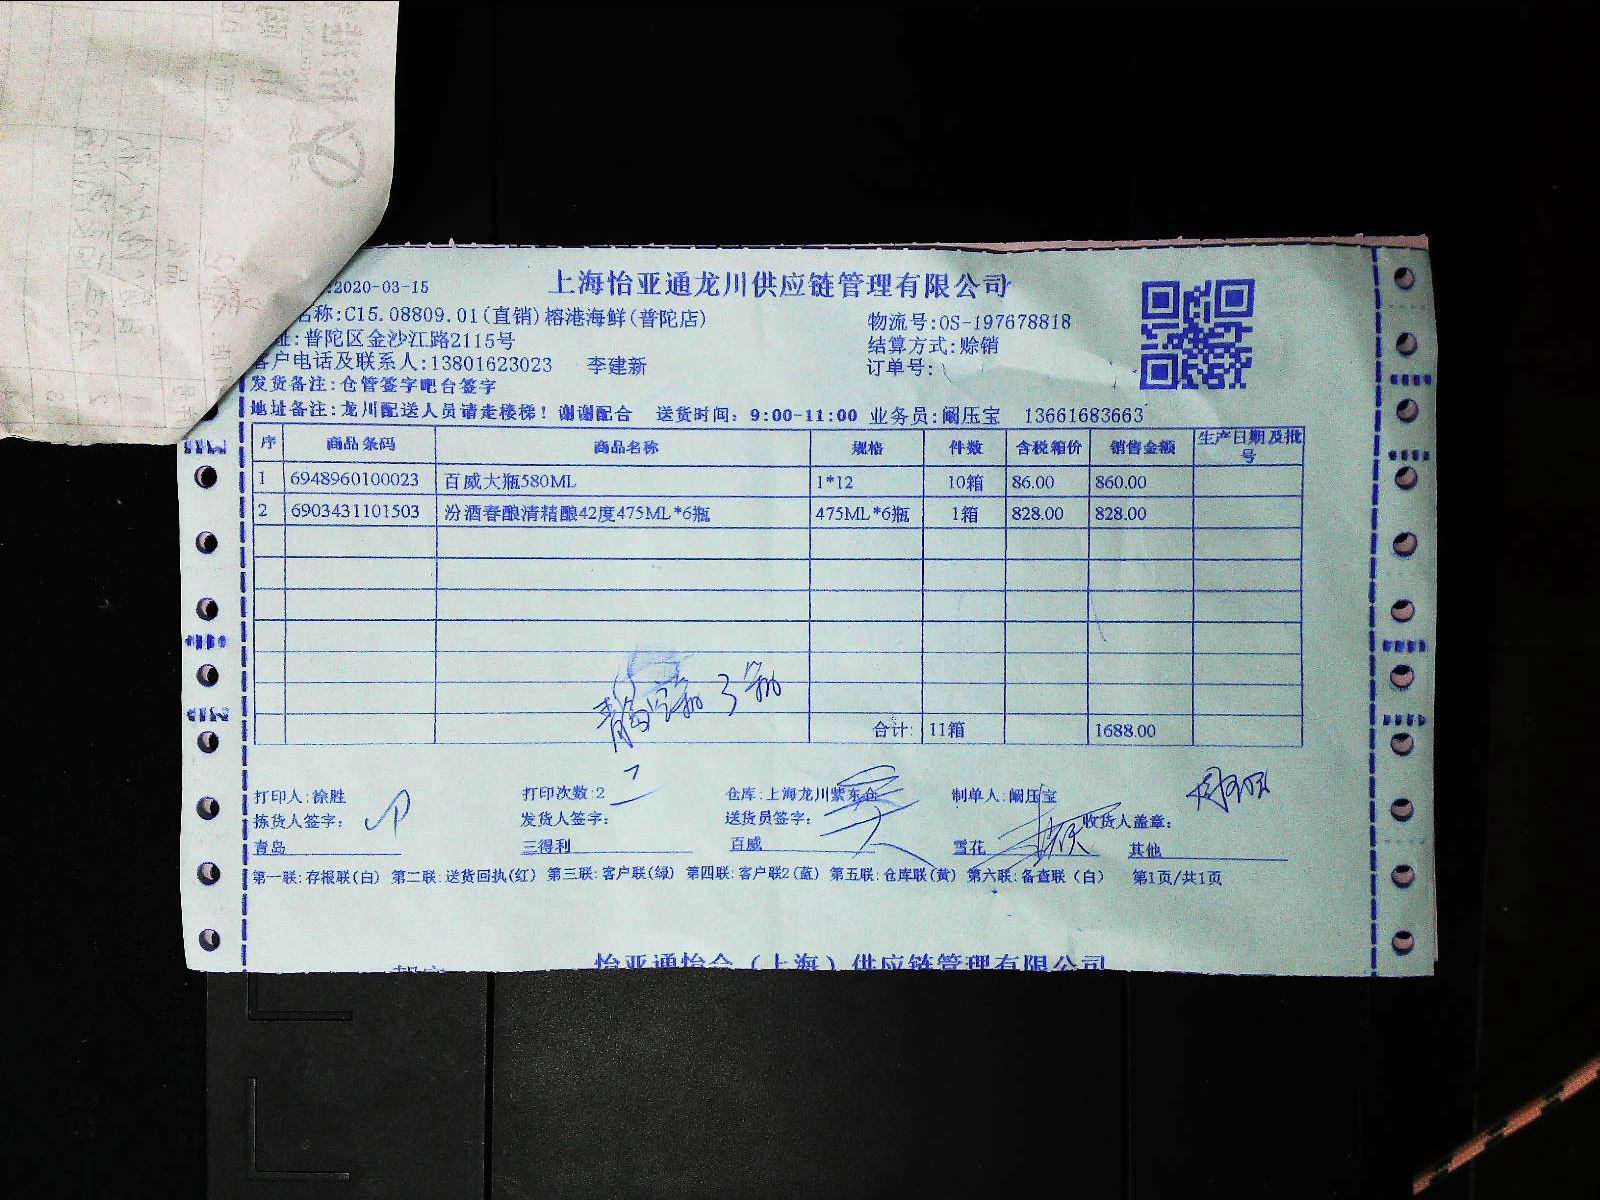 上海怡亚通龙川供应链管理有限公司
:2020-03-15
名称:C15.08809.01(直销)榕港海鲜(普陀店)
物流号:OS-197678818
址:普陀区金沙江路2115号
结算方式:赊销
客户电话及联系人:13801623023 李建新
订单号:
发货备注:仓管签字吧台签字
地址备注:龙川配送人员请走楼梯！谢谢配合 送货时间：9:00-11:00 业务员:阚压宝 13661683663
序 商品条码 商品名称 规格 件数 含税箱价 销售金额 生产日期及批号
1 6948960100023 百威大瓶580ML 1*12 10箱 86.00 860.00
2 6903431101503 汾酒春酿清精酿42度475ML*6瓶 475ML*6瓶 1箱 828.00 828.00
合计: 11箱 1688.00
打印人:徐胜 打印次数:2 仓库:上海龙川紫东仓 制单人:阚压宝
拣货人签字: 发货人签字: 送货员签字: 收货人盖章:
青岛 三得利 百威 雪花 其他
第一联:存根联(白) 第二联:送货回执(红) 第三联:客户联(绿) 第四联:客户联2(蓝) 第五联:仓库联(黄) 第六联:备查联(白) 第1页/共1页
怡亚通怡合（上海）供应链管理有限公司